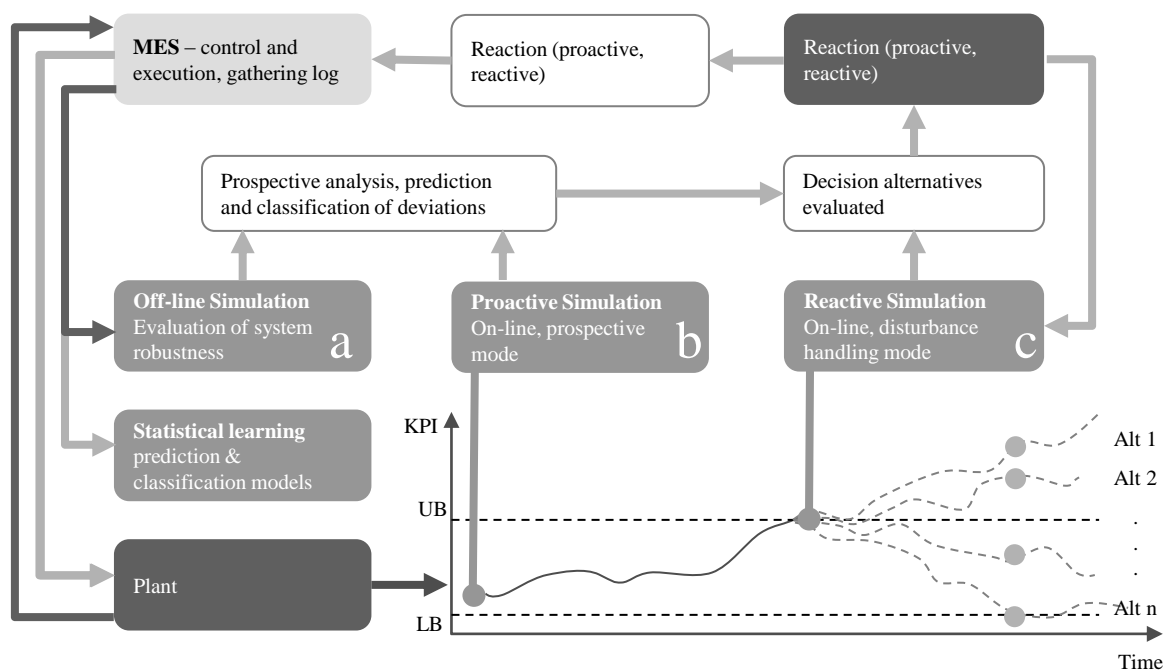 MES – control and
execution, gathering log
Reaction (proactive,
reactive)
Reaction (proactive,
reactive)
Prospective analysis, prediction
and classification of deviations
Decision alternatives
evaluated
Off-line Simulation
Evaluation of system
robustness
a
Proactive Simulation
On-line, prospective
mode
b
Reactive Simulation
On-line, disturbance
handling mode
c
Statistical learning
prediction &
classification models
Plant
KPI
UB
LB
Alt 1
Alt 2
.
.
.
Alt n
Time